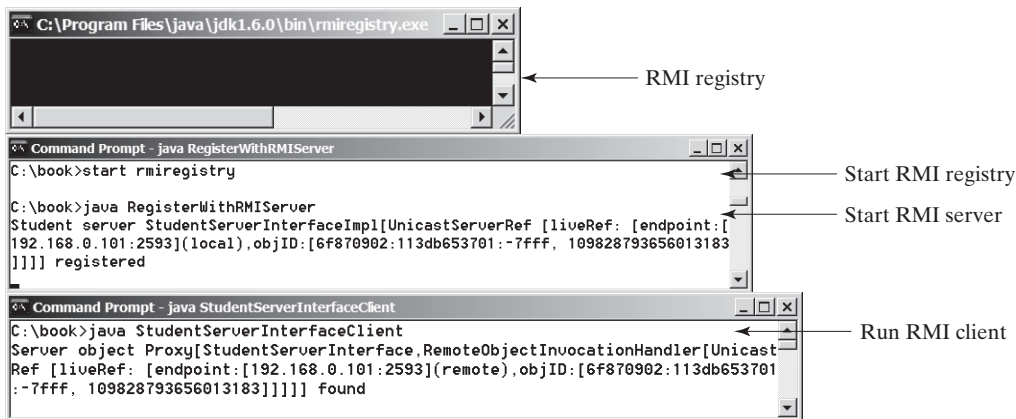 C:\Program Files\java\jdk1.6.0\bin\rmiregistry.exe
RMI registry
Command Prompt - java RegisterWithRMIServer
C:\book>start rmiregistry
Start RMI registry
C:\book>java RegisterWithRMIServer
Start RMI server
Student server StudentServerInterfaceImpl[UnicastServerRef [liveRef: [endpoint:[
192.168.0.101:2593](local),objID:[6f870902:113db653701:-7fff, 109828793656013183
]]]] registered
Command Prompt - java StudentServerInterfaceClient
C:\book>java StudentServerInterfaceClient
Run RMI client
Server object Proxy[StudentServerInterface,RemoteObjectInvocationHandler[Unicast
Ref [liveRef: [endpoint:[192.168.0.101:2593](remote),objID:[6f870902:113db653701
:-7fff, 109828793656013183]]]]] found